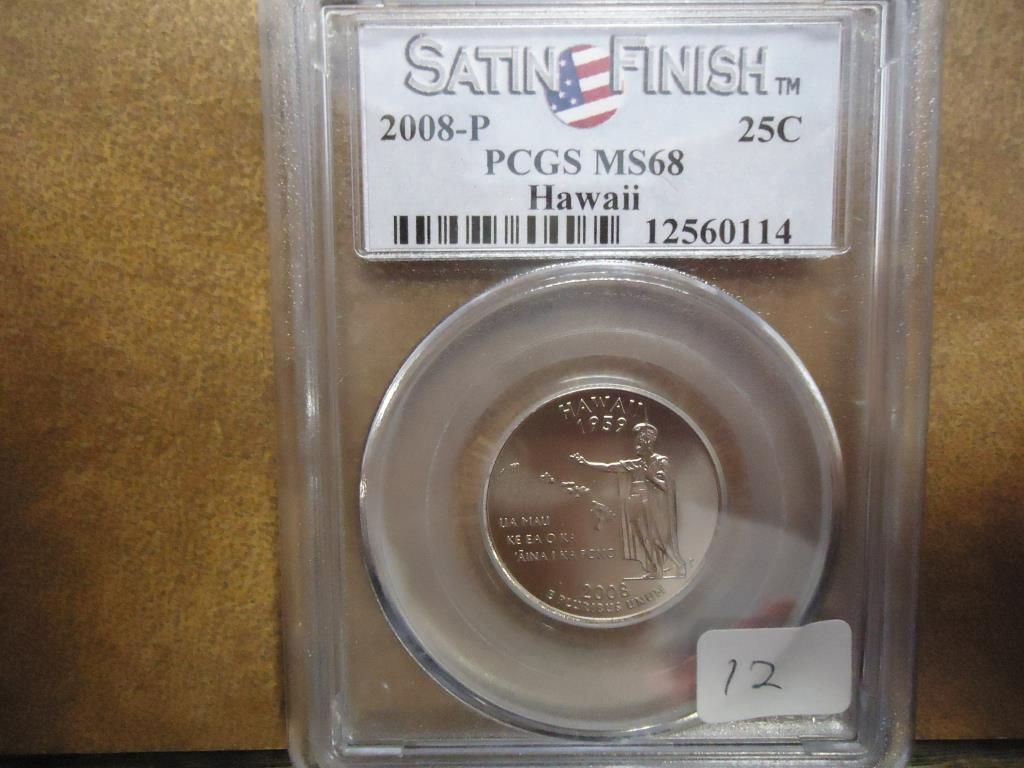 SATIN FINISH™
2008-P 25C
PCGS MS68
Hawaii
12560114
HAWAII
1959
UA MAU
KE EA O KA
'ĀINA I KA PONO
2008
E PLURIBUS UNUM
12